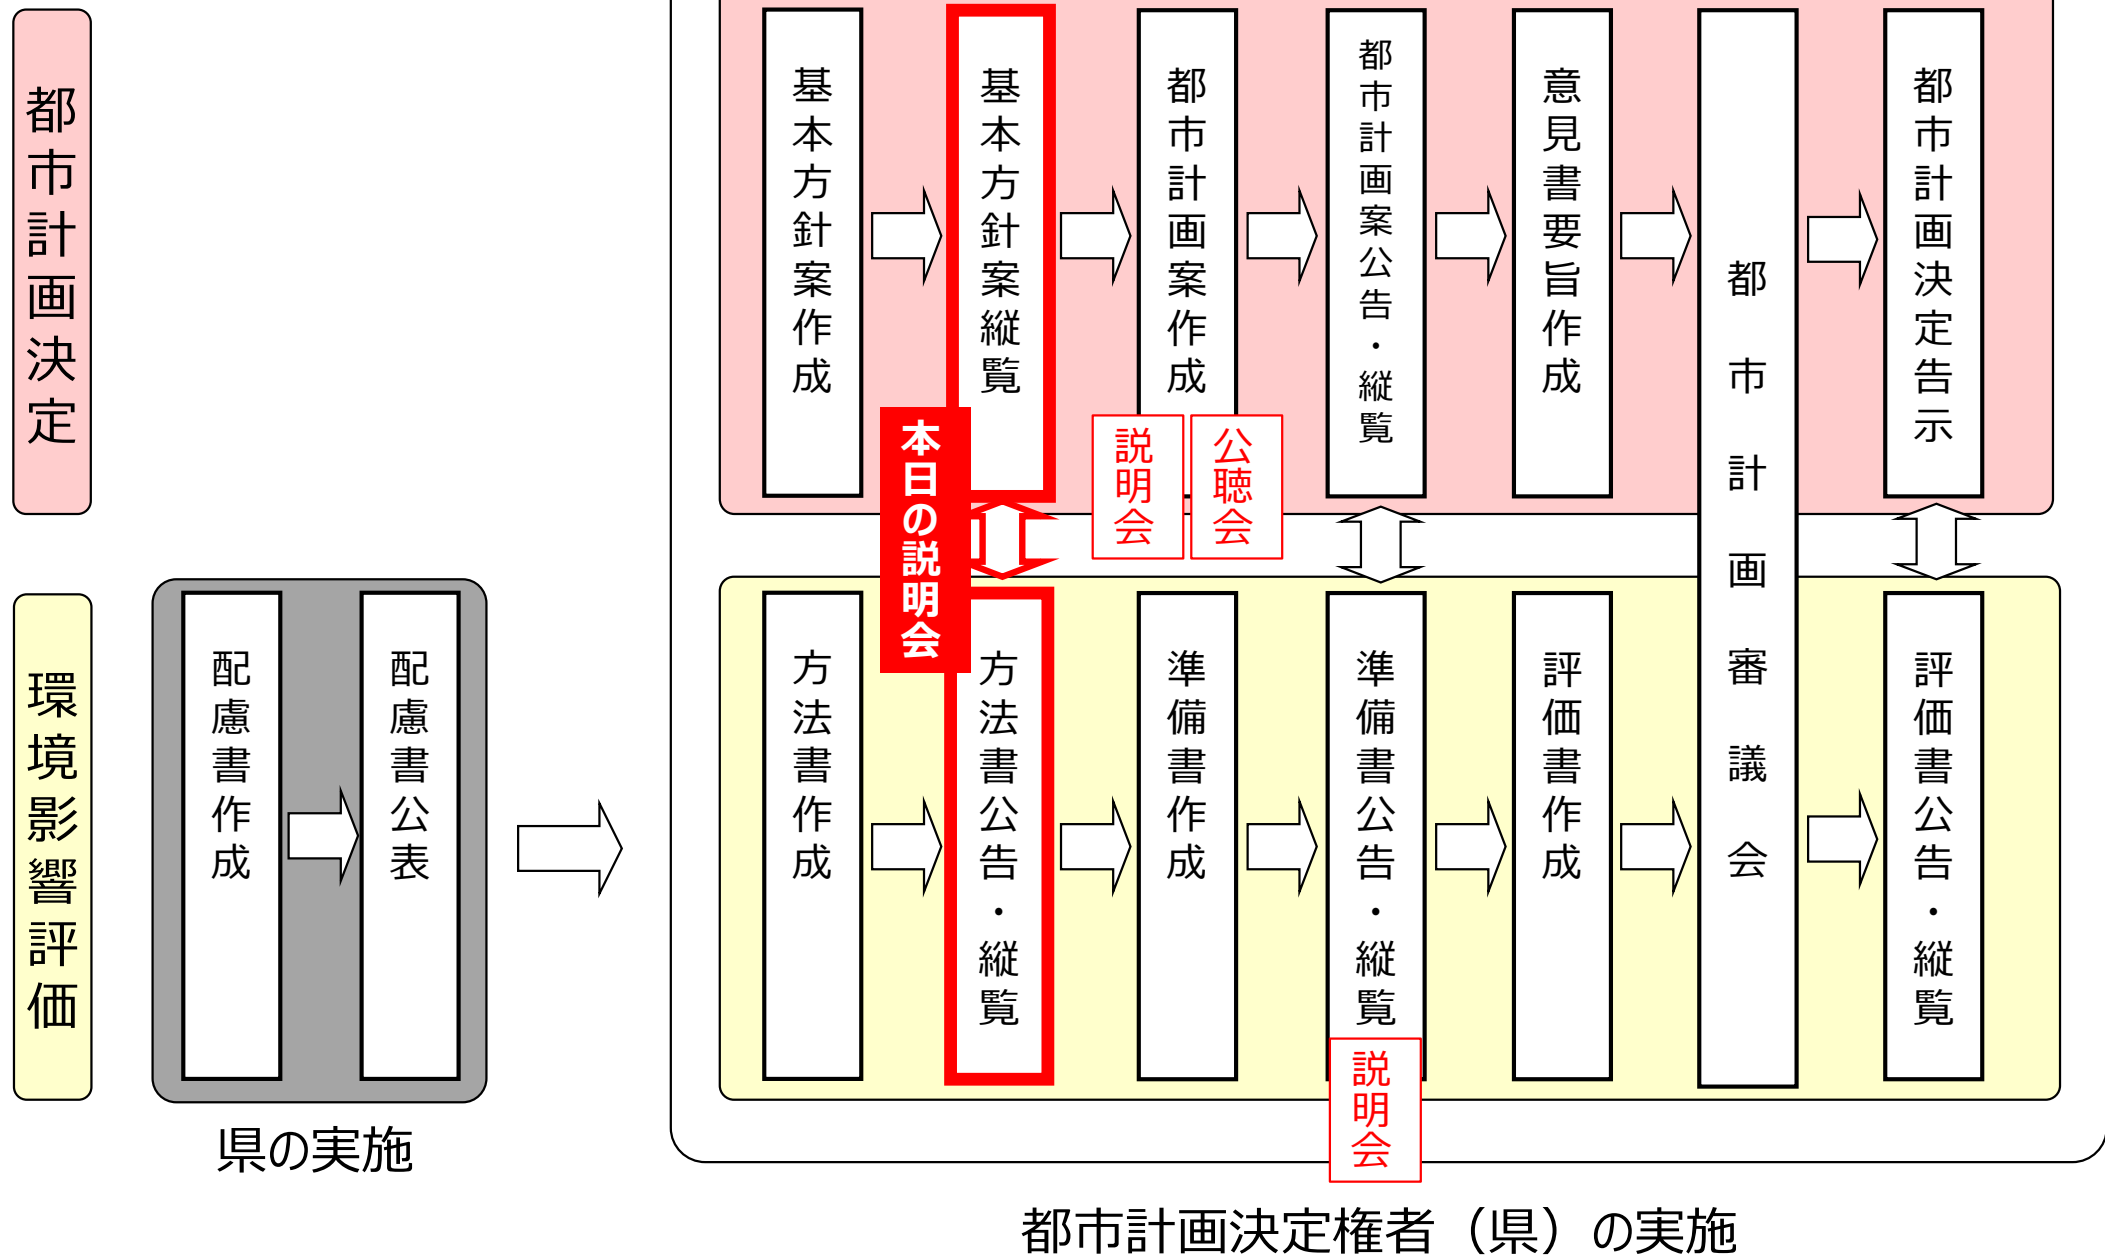 都市計画決定
基本方針案作成
基本方針案縦覧
都市計画案作成
都市計画案公告・縦覧
意見書要旨作成
都市計画審議会
都市計画決定告示
本日の説明会
説明会
公聴会
環境影響評価
配慮書作成
配慮書公表
方法書作成
方法書公告・縦覧
準備書作成
準備書公告・縦覧
評価書作成
評価書公告・縦覧
説明会
県の実施
都市計画決定権者（県）の実施